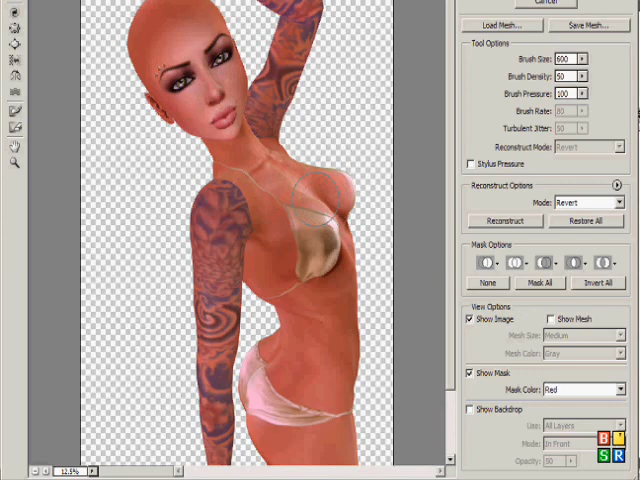 Cancel
Load Mesh...
Save Mesh...
Tool Options
Brush Size: 600
Brush Density: 50
Brush Pressure: 100
Brush Rate: 80
Turbulent Jitter: 50
Reconstruct Mode: Revert
Stylus Pressure
Reconstruct Options
Mode: Revert
Reconstruct
Restore All
Mask Options
None
Mask All
Invert All
View Options
Show Image
Show Mesh
Mesh Size: Medium
Mesh Color: Gray
Show Mask
Mask Color: Red
Show Backdrop
Use: All Layers
Mode: In Front
Opacity: 50
B
S R
12.5%